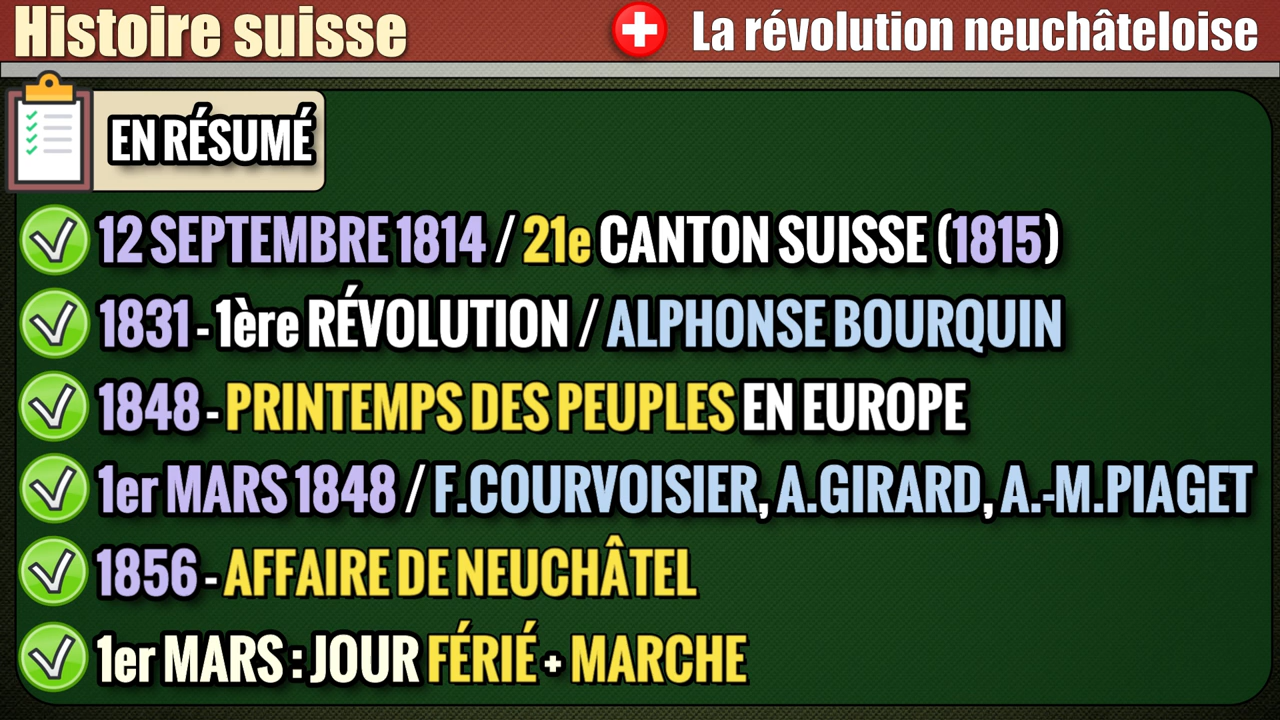 Histoire suisse
La révolution neuchâteloise
EN RÉSUMÉ
12 SEPTEMBRE 1814 / 21e CANTON SUISSE (1815)
1831 - 1ère RÉVOLUTION / ALPHONSE BOURQUIN
1848 - PRINTEMPS DES PEUPLES EN EUROPE
1er MARS 1848 / F.COURVOISIER, A.GIRARD, A.-M.PIAGET
1856 - AFFAIRE DE NEUCHÂTEL
1er MARS : JOUR FÉRIÉ + MARCHE